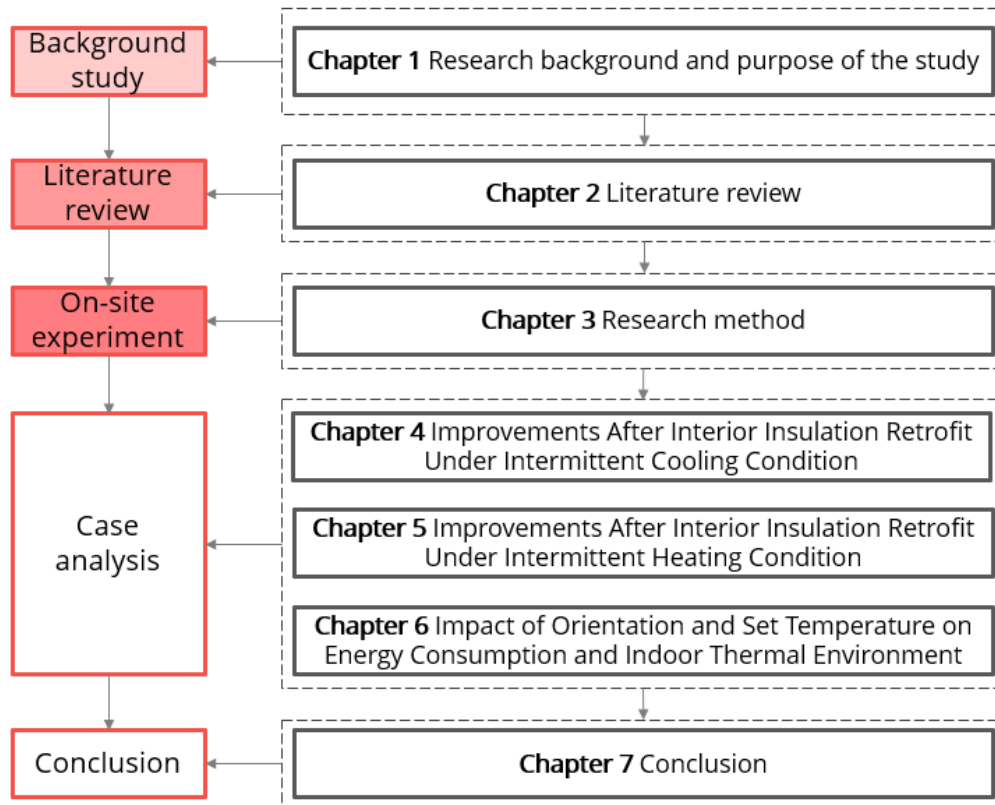 Background
study
Chapter 1 Research background and purpose of the study
Literature
review
Chapter 2 Literature review
On-site
experiment
Chapter 3 Research method
Case
analysis
Chapter 4 Improvements After Interior Insulation Retrofit
Under Intermittent Cooling Condition
Chapter 5 Improvements After Interior Insulation Retrofit
Under Intermittent Heating Condition
Chapter 6 Impact of Orientation and Set Temperature on
Energy Consumption and Indoor Thermal Environment
Conclusion
Chapter 7 Conclusion